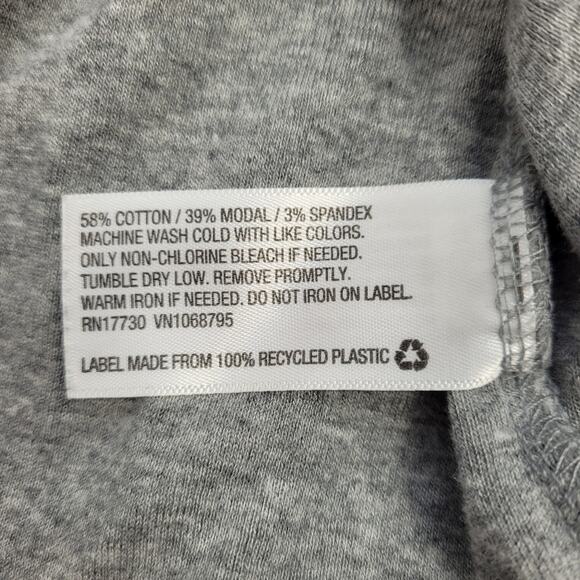 58% COTTON / 39% MODAL / 3% SPANDEX
MACHINE WASH COLD WITH LIKE COLORS.
ONLY NON-CHLORINE BLEACH IF NEEDED.
TUMBLE DRY LOW. REMOVE PROMPTLY.
WARM IRON IF NEEDED. DO NOT IRON ON LABEL.
RN17730 VN1068795
LABEL MADE FROM 100% RECYCLED PLASTIC